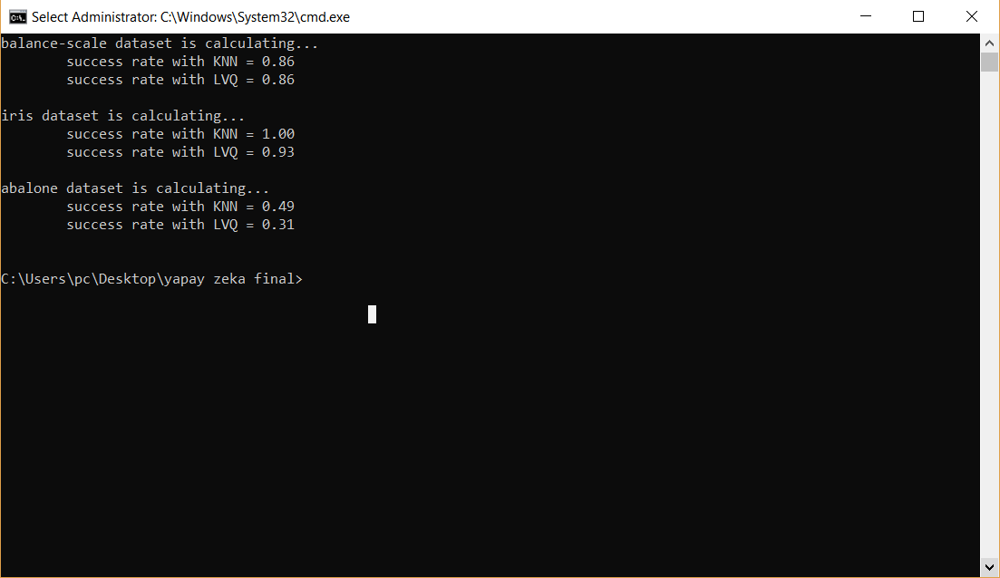 Select Administrator: C:\Windows\System32\cmd.exe
balance-scale dataset is calculating...
success rate with KNN = 0.86
success rate with LVQ = 0.86
iris dataset is calculating...
success rate with KNN = 1.00
success rate with LVQ = 0.93
abalone dataset is calculating...
success rate with KNN = 0.49
success rate with LVQ = 0.31
C:\Users\pc\Desktop\yapay zeka final>